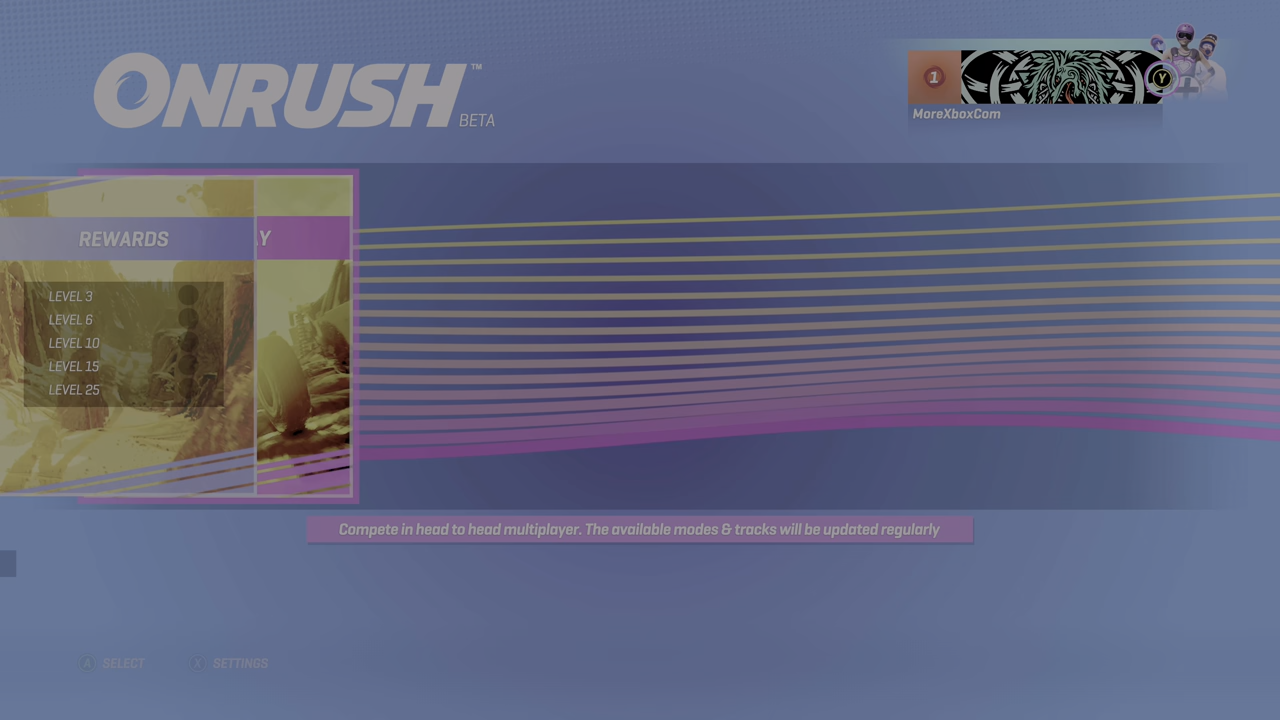 ONRUSH™
BETA
1
Y
MoreXboxCom
REWARDS
Y
LEVEL 3
LEVEL 6
LEVEL 10
LEVEL 15
LEVEL 25
Compete in head to head multiplayer. The available modes & tracks will be updated regularly
A SELECT
X SETTINGS